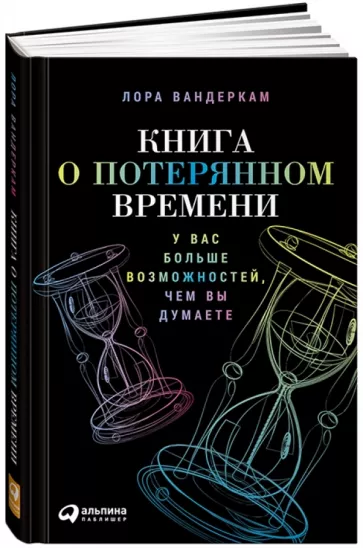 ЛОРА ВАНДЕРКАМ
КНИГА
О ПОТЕРЯННОМ
ВРЕМЕНИ
У ВАС
БОЛЬШЕ
ВОЗМОЖНОСТЕЙ,
ЧЕМ ВЫ
ДУМАЕТЕ
альпина
ПАБЛИШЕР
ЛОРА ВАНДЕРКАМ КНИГА О ПОТЕРЯННОМ ВРЕМЕНИ